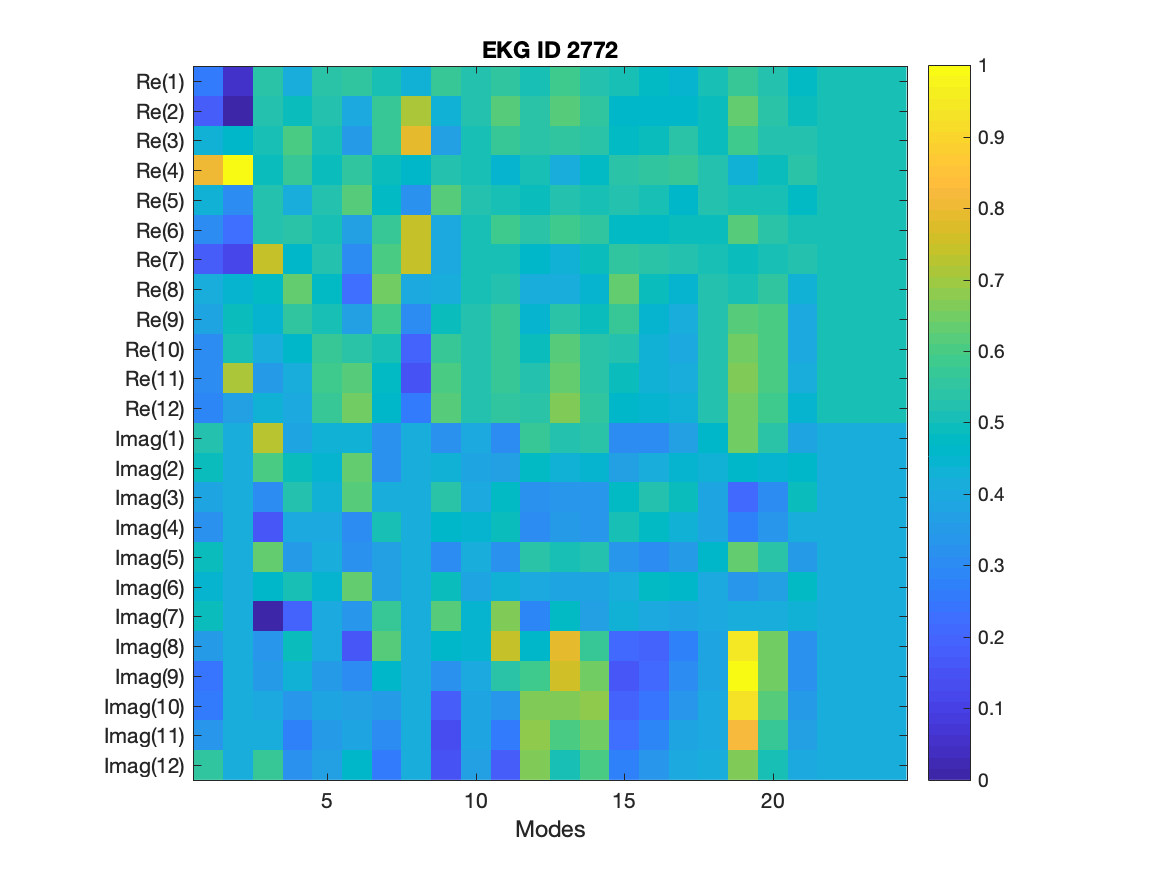 EKG ID 2772
Re(1)
Re(2)
Re(3)
Re(4)
Re(5)
Re(6)
Re(7)
Re(8)
Re(9)
Re(10)
Re(11)
Re(12)
Imag(1)
Imag(2)
Imag(3)
Imag(4)
Imag(5)
Imag(6)
Imag(7)
Imag(8)
Imag(9)
Imag(10)
Imag(11)
Imag(12)
5 10 15 20
Modes
1
0.9
0.8
0.7
0.6
0.5
0.4
0.3
0.2
0.1
0